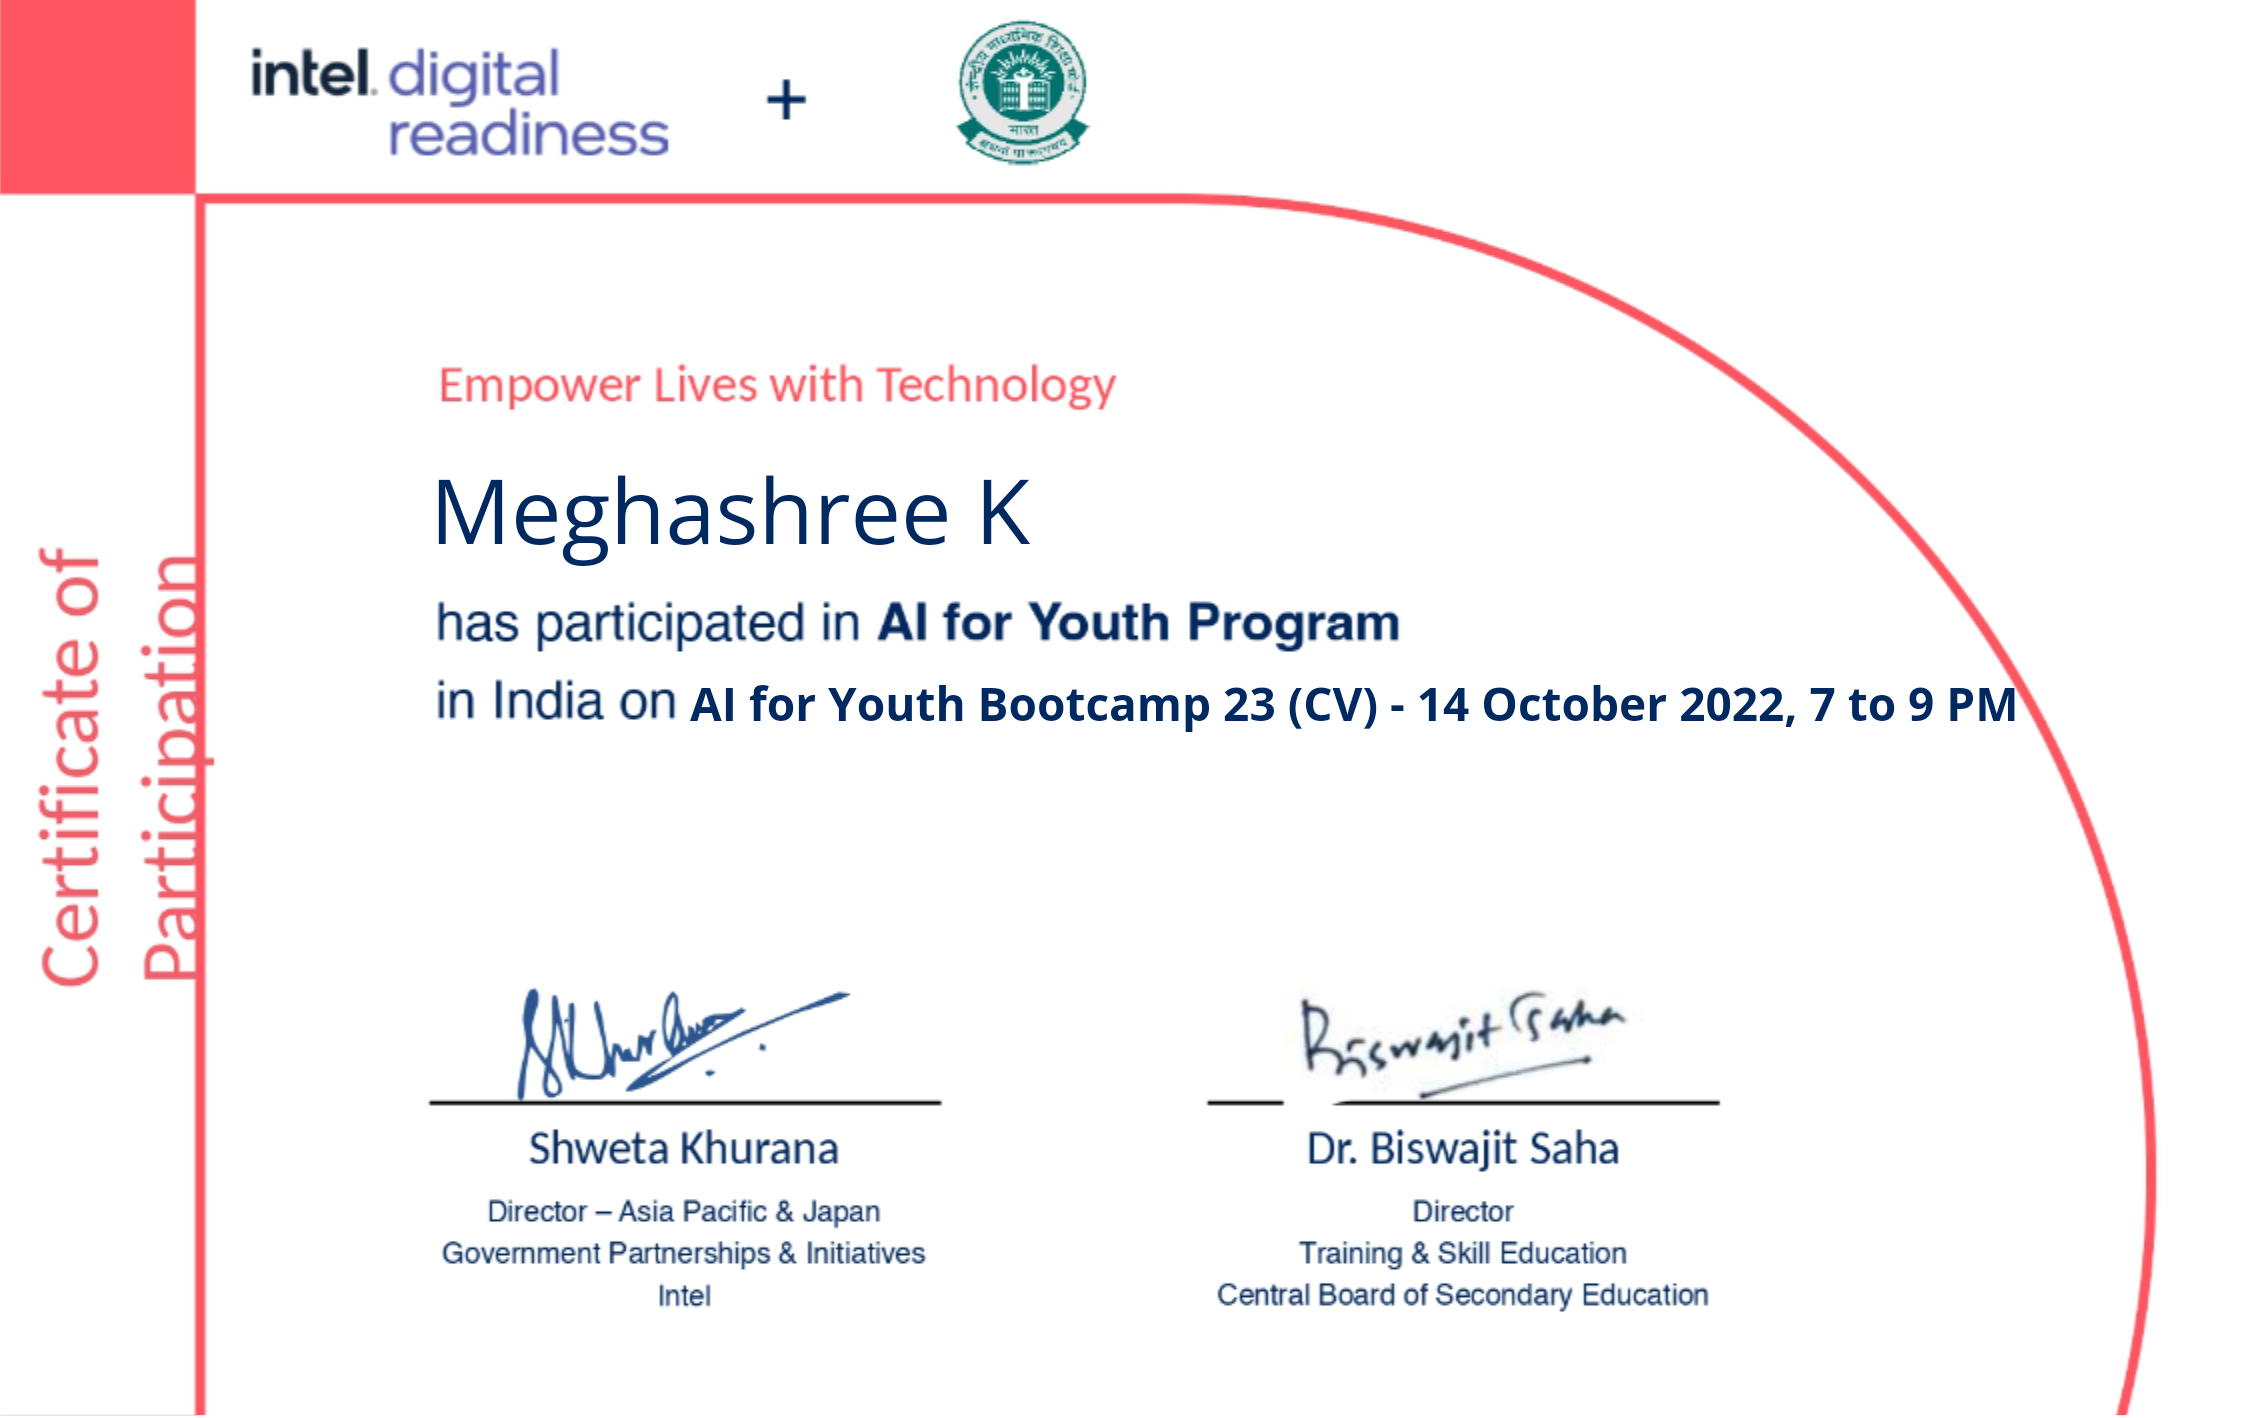 intel. digital
readiness
+
केन्द्रीय माध्यमिक शिक्षा बोर्ड
भारत
Certificate of
Participation
Empower Lives with Technology
Meghashree K
has participated in AI for Youth Program
in India on AI for Youth Bootcamp 23 (CV) - 14 October 2022, 7 to 9 PM
Biswajit Saha
Shweta Khurana
Director – Asia Pacific & Japan
Government Partnerships & Initiatives
Intel
Dr. Biswajit Saha
Director
Training & Skill Education
Central Board of Secondary Education